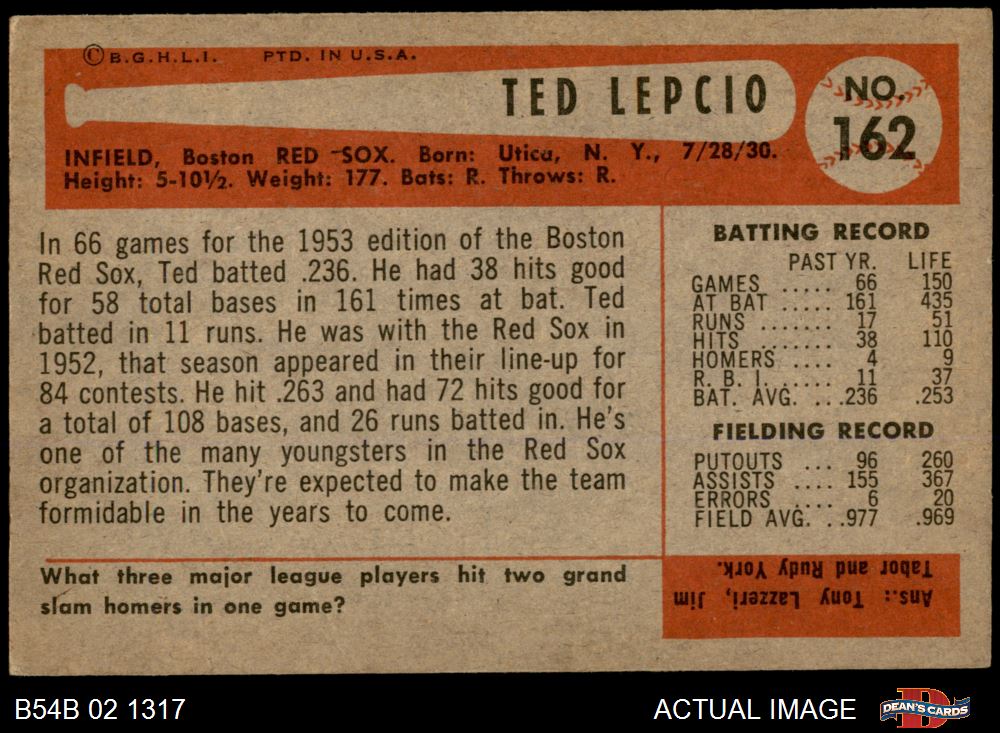 ©B.G.H.L.I. PTD. IN U.S.A.
TED LEPCIO
NO.
162
INFIELD, Boston RED SOX. Born: Utica, N. Y., 7/28/30.
Height: 5-10½. Weight: 177. Bats: R. Throws: R.
In 66 games for the 1953 edition of the Boston
Red Sox, Ted batted .236. He had 38 hits good
for 58 total bases in 161 times at bat. Ted
batted in 11 runs. He was with the Red Sox in
1952, that season appeared in their line-up for
84 contests. He hit .263 and had 72 hits good for
a total of 108 bases, and 26 runs batted in. He's
one of the many youngsters in the Red Sox
organization. They're expected to make the team
formidable in the years to come.
BATTING RECORD
PAST YR. LIFE
GAMES ..... 66 150
AT BAT ..... 161 435
RUNS ....... 17 51
HITS ....... 38 110
HOMERS .... 4 9
R. B. I. ..... 11 37
BAT. AVG. ...236 .253
FIELDING RECORD
PUTOUTS ... 96 260
ASSISTS .... 155 367
ERRORS .... 6 20
FIELD AVG. ..977 .969
What three major league players hit two grand
slam homers in one game?
Ans.: Tony Lazzeri, Jim
Tabor and Rudy York.
B54B 02 1317
ACTUAL IMAGE
D
DEAN'S CARDS